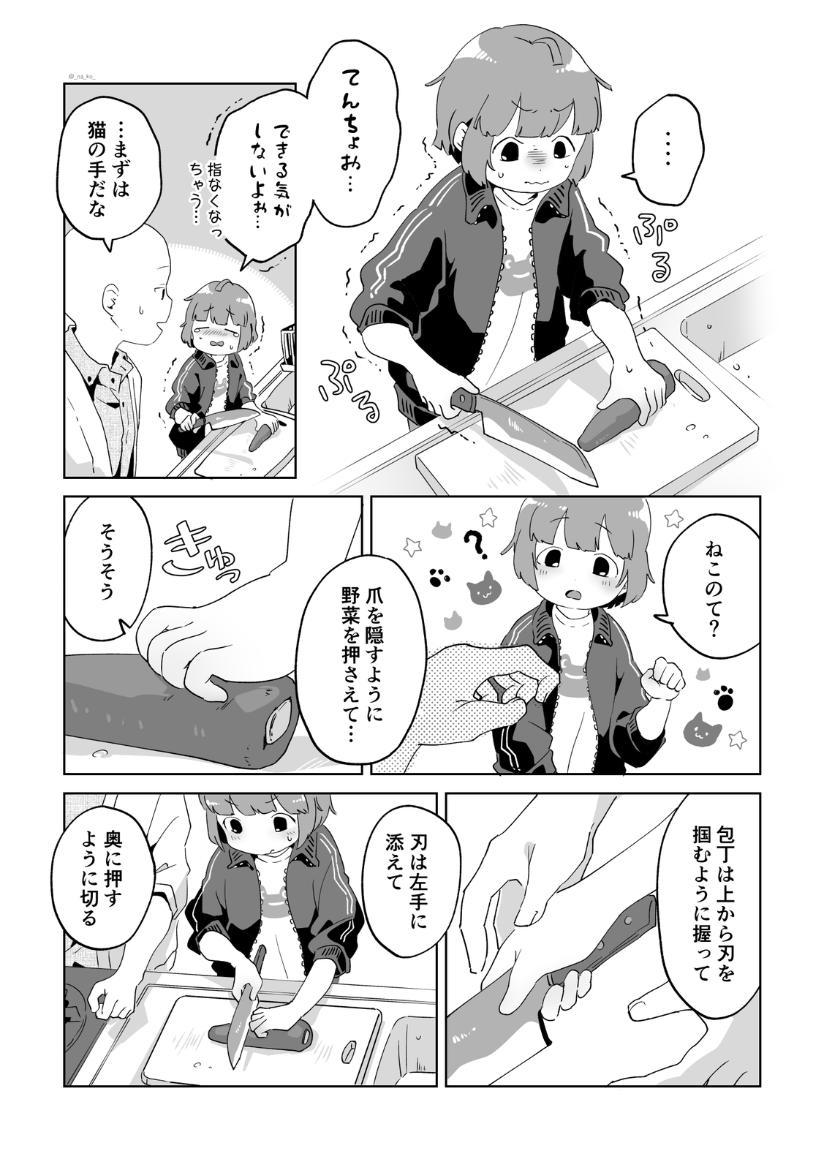 ・・・・
ぷる
ぷる
てんちょお…
できる気が
しないよぉ…
指なくなっ
ちゃう…
@_na_ko_
…まずは
猫の手だな
ねこのて？
?
爪を隠すように
野菜を押さえて…
きゅっ
そうそう
包丁は上から刃を
掴むように握って
刃は左手に
添えて
奥に押す
ように切る